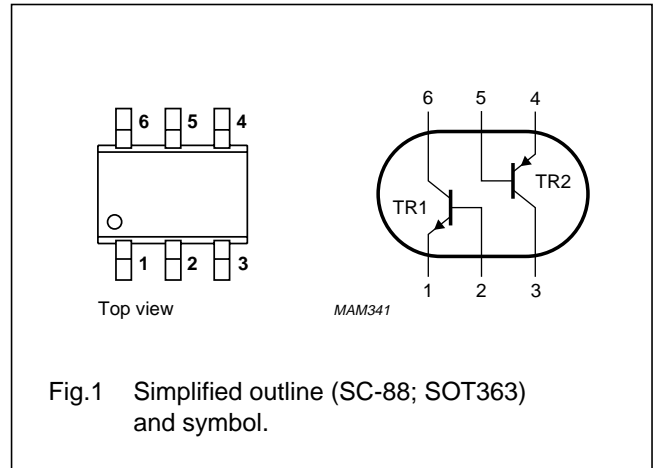 6 5 4
1 2 3
Top view
6 5 4
TR1
TR2
1 2 3
MAM341
Fig.1 Simplified outline (SC-88; SOT363)
and symbol.